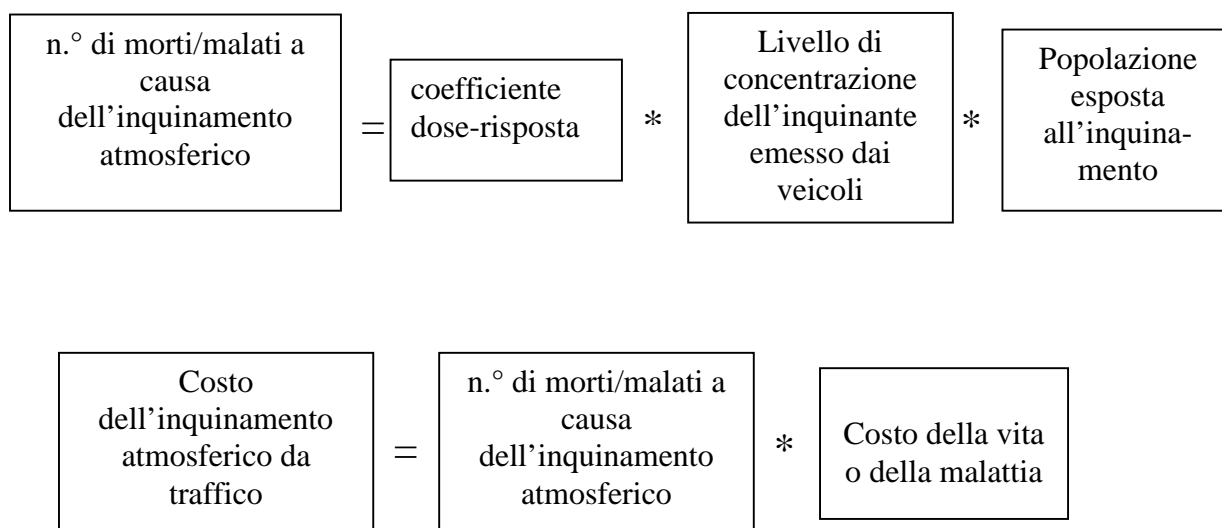 n.° di morti/malati a
causa
dell’inquinamento
atmosferico
=
coefficiente
dose-risposta
*
Livello di
concentrazione
dell’inquinante
emesso dai
veicoli
*
Popolazione
esposta
all’inquina-
mento
Costo
dell’inquinamento
atmosferico da
traffico
=
n.° di morti/malati a
causa
dell’inquinamento
atmosferico
*
Costo della vita
o della malattia